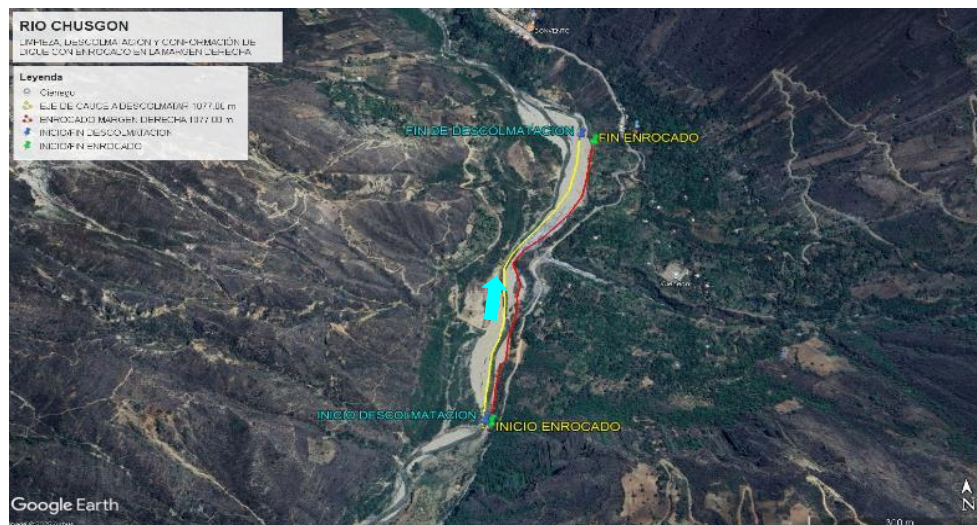 RIO CHUSGON
LIMPIEZA, DESCOLMATACION Y CONFORMACIÓN DE
DIQUE CON ENROCADO EN LA MARGEN DERECHA
Leyenda
Cienego
EJE DE CAUCE A DESCOLMATAR 1077.00 m
ENROCADO MARGEN DERECHA 1077.00 m
INICIO/FIN DESCOLMATACION
INICIO/FIN ENROCADO
FIN DE DESCOLMATACION
FIN ENROCADO
INICIO DESCOLMATACION
INICIO ENROCADO
Google Earth
N
300 m